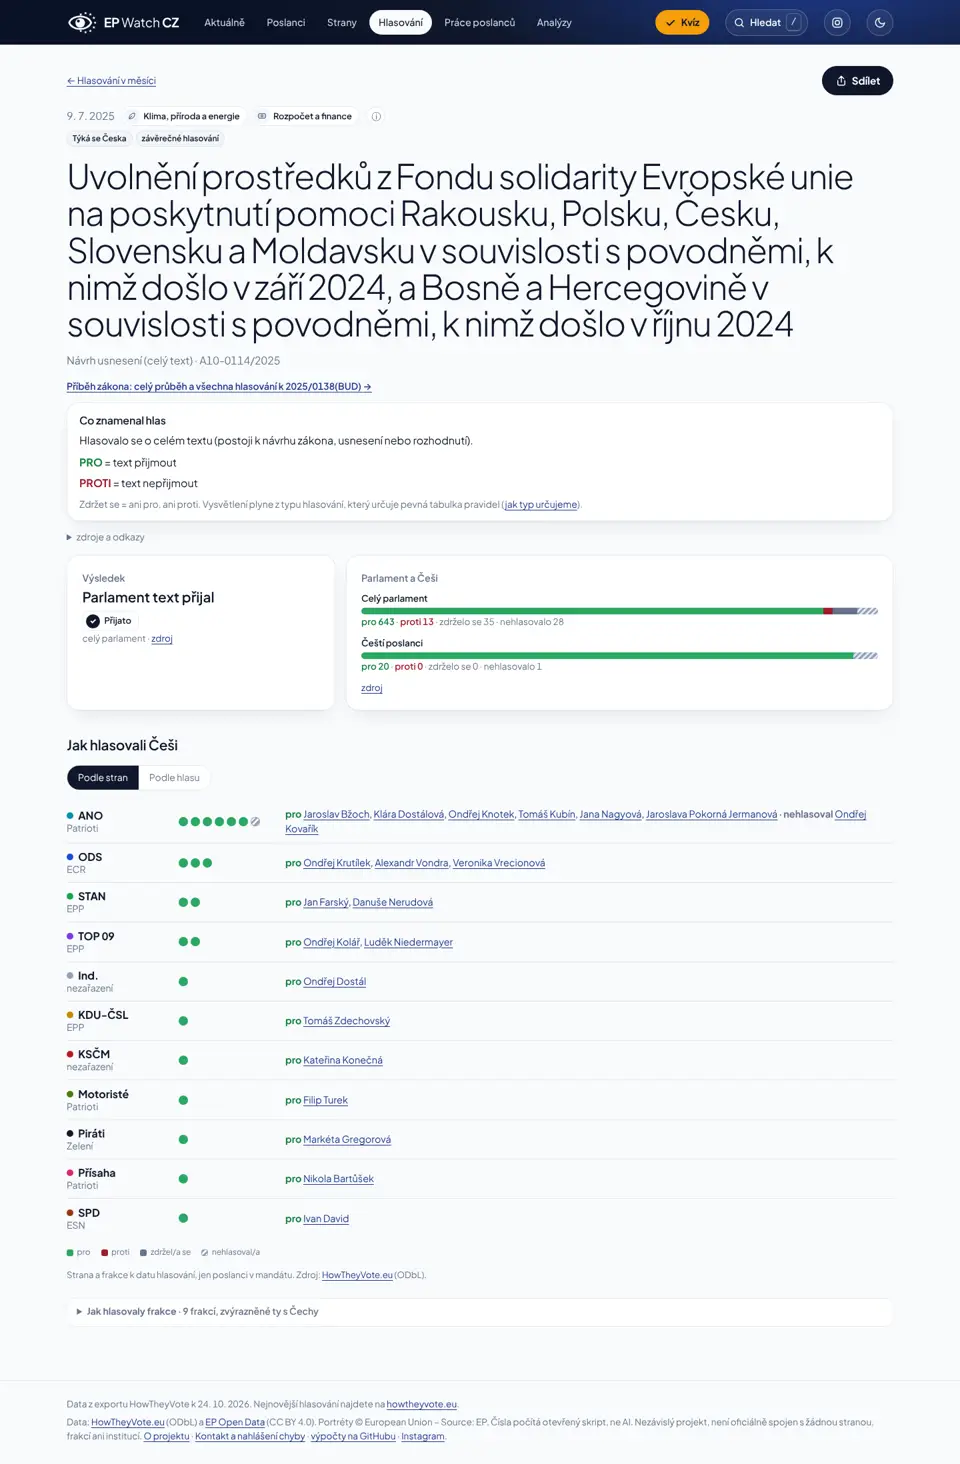 EP Watch CZ
Aktuálně
Poslanci
Strany
Hlasování
Práce poslanců
Analýzy
Kvíz
Hledat /
← Hlasování v měsíci
Sdílet
9. 7. 2025 Klima, příroda a energie Rozpočet a finance
Týká se Česka závěrečné hlasování
Uvolnění prostředků z Fondu solidarity Evropské unie
na poskytnutí pomoci Rakousku, Polsku, Česku,
Slovensku a Moldavsku v souvislosti s povodněmi, k
nimž došlo v září 2024, a Bosně a Hercegovině v
souvislosti s povodněmi, k nimž došlo v říjnu 2024
Návrh usnesení (celý text) · A10-0114/2025
Příběh zákona: celý průběh a všechna hlasování k 2025/0138(BUD) →
Co znamenal hlas
Hlasovalo se o celém textu (postoji k návrhu zákona, usnesení nebo rozhodnutí).
PRO = text přijmout
PROTI = text nepřijmout
Zdržet se = ani pro, ani proti. Vysvětlení plyne z typu hlasování, který určuje pevná tabulka pravidel (jak typ určujeme).
▶ zdroje a odkazy
Výsledek
Parlament text přijal
Přijato
celý parlament · zdroj
Parlament a Češi
Celý parlament
pro 643 · proti 13 · zdrželo se 35 · nehlasovalo 28
Čeští poslanci
pro 20 · proti 0 · zdrželo se 0 · nehlasovalo 1
zdroj
Jak hlasovali Češi
Podle stran Podle hlasu
ANO
Patrioti
pro Jaroslav Bžoch, Klára Dostálová, Ondřej Knotek, Tomáš Kubín, Jana Nagyová, Jaroslava Pokorná Jermanová · nehlasoval Ondřej
Kovařík
ODS
ECR
pro Ondřej Krutílek, Alexandr Vondra, Veronika Vrecionová
STAN
EPP
pro Jan Farský, Danuše Nerudová
TOP 09
EPP
pro Ondřej Kolář, Luděk Niedermayer
Ind.
nezařazení
pro Ondřej Dostál
KDU-ČSL
EPP
pro Tomáš Zdechovský
KSČM
nezařazení
pro Kateřina Konečná
Motoristé
Patrioti
pro Filip Turek
Piráti
Zelení
pro Markéta Gregorová
Přísaha
Patrioti
pro Nikola Bartůšek
SPD
ESN
pro Ivan David
pro proti zdržel/a se nehlasoval/a
Strana a frakce k datu hlasování, jen poslanci v mandátu. Zdroj: HowTheyVote.eu (ODbL).
▶ Jak hlasovaly frakce · 9 frakcí, zvýrazněné ty s Čechy
Data z exportu HowTheyVote k 24. 10. 2026. Nejnovější hlasování najdete na howtheyvote.eu.
Data: HowTheyVote.eu (ODbL) a EP Open Data (CC BY 4.0). Portréty © European Union – Source: EP. Čísla počítá otevřený skript, ne AI. Nezávislý projekt, není oficiálně spojen s žádnou stranou,
frakcí ani institucí. O projektu · Kontakt a nahlášení chyby · výpočty na GitHubu · Instagram.